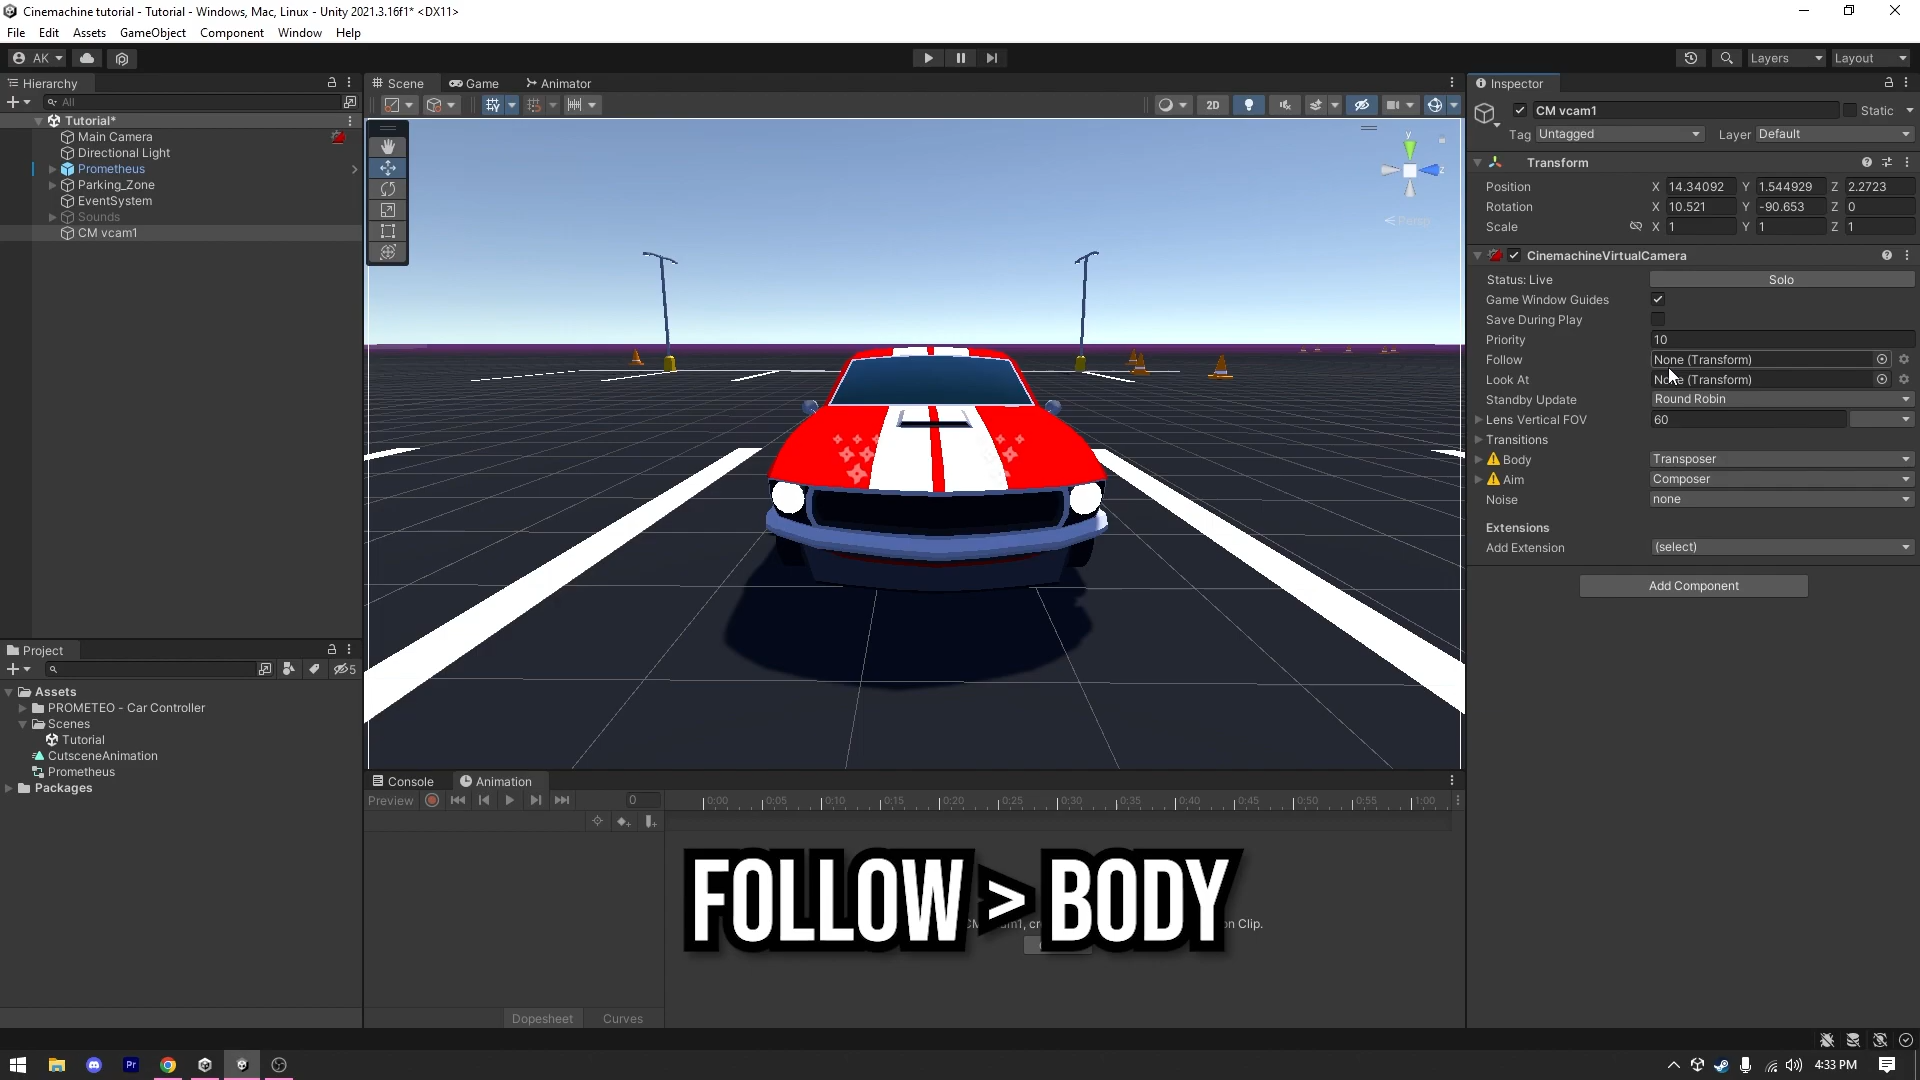 Cinemachine tutorial - Tutorial - Windows, Mac, Linux - Unity 2021.3.16f1* <DX11>
File Edit Assets GameObject Component Window Help
AK
Layers Layout
Hierarchy
All
Tutorial*
Main Camera
Directional Light
Prometheus
Parking_Zone
EventSystem
Sounds
CM vcam1
Scene Game Animator
2D
y
z
Persp
Inspector
CM vcam1 Static
Tag Untagged Layer Default
Transform
Position X 14.34092 Y 1.544929 Z 2.2723
Rotation X 10.521 Y -90.653 Z 0
Scale X 1 Y 1 Z 1
CinemachineVirtualCamera
Status: Live Solo
Game Window Guides
Save During Play
Priority 10
Follow None (Transform)
Look At None (Transform)
Standby Update Round Robin
Lens Vertical FOV 60
Transitions
Body Transposer
Aim Composer
Noise none
Extensions
Add Extension (select)
Add Component
Project
5
Assets
PROMETEO - Car Controller
Scenes
Tutorial
CutsceneAnimation
Prometheus
Packages
Console Animation
Preview 0 0:00 0:05 0:10 0:15 0:20 0:25 0:30 0:35 0:40 0:45 0:50 0:55 1:00
FOLLOW > BODY
n Clip.
Dopesheet Curves
Pr
4:33 PM